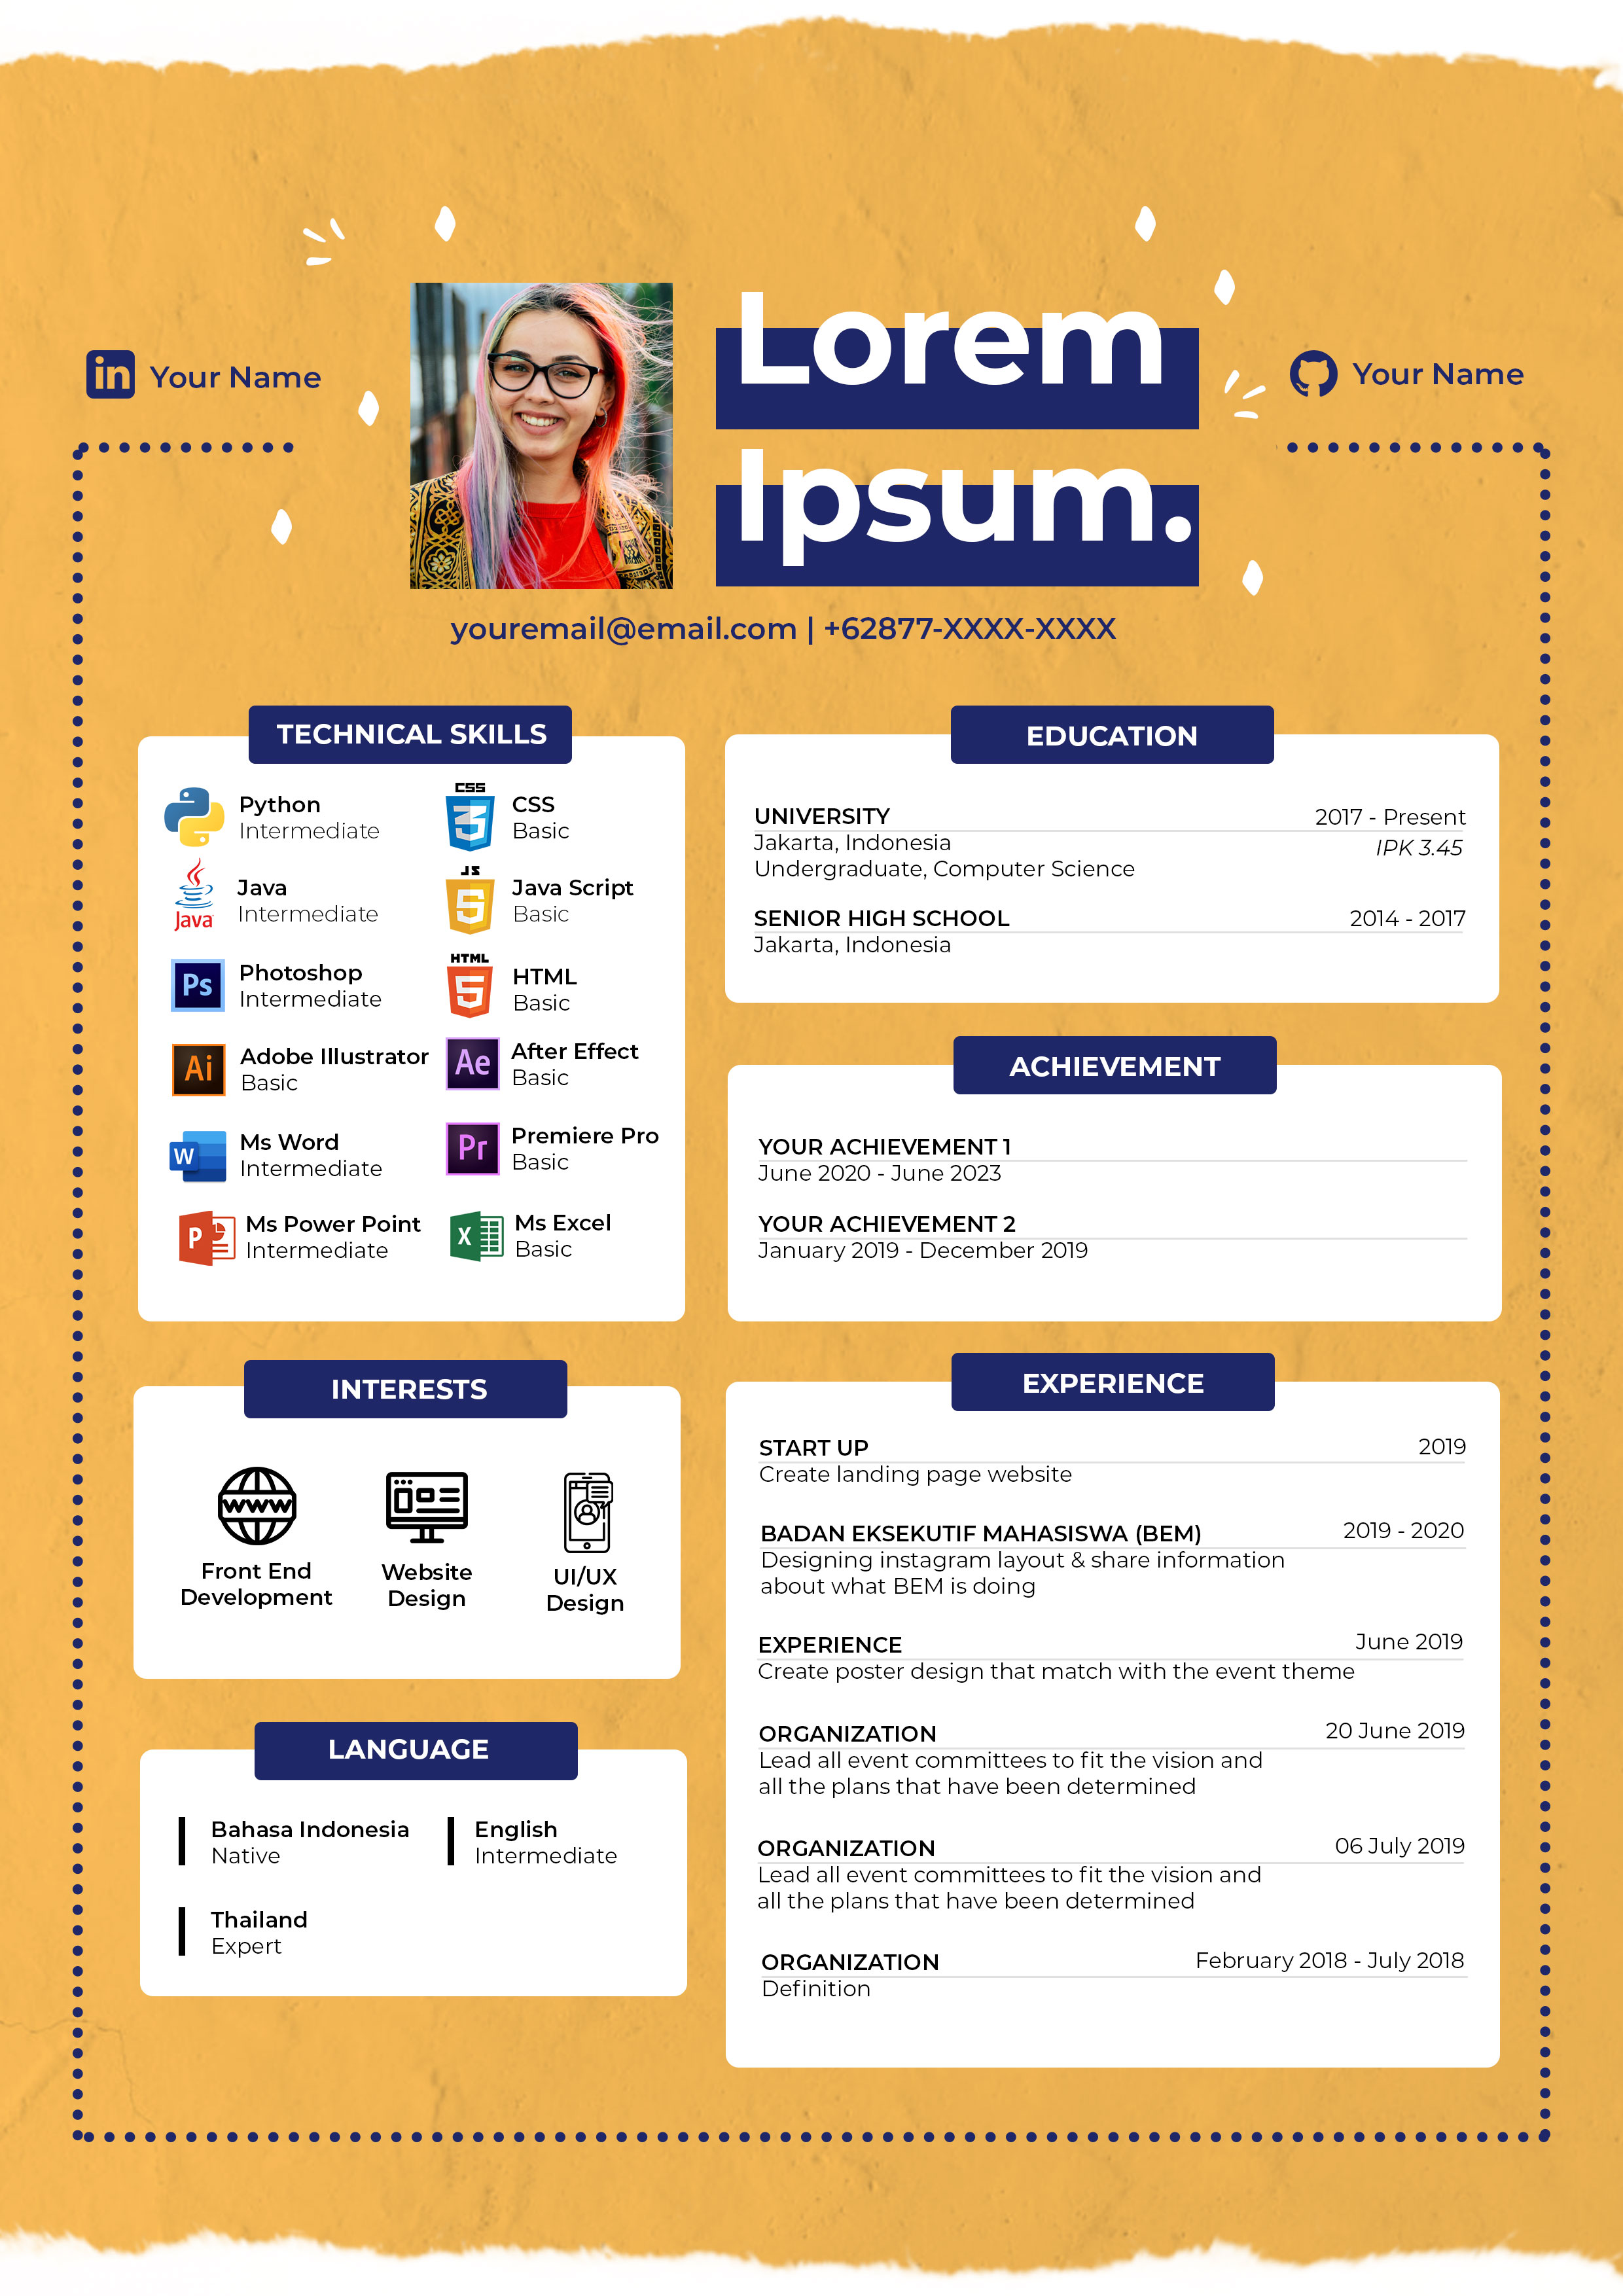 Lorem
Ipsum.
in Your Name
Your Name
youremail@email.com | +62877-XXXX-XXXX
TECHNICAL SKILLS
Python
Intermediate
CSS
CSS
Basic
Java
Java
Intermediate
JS
Java Script
Basic
Ps
Photoshop
Intermediate
HTML
HTML
Basic
Ai
Adobe Illustrator
Basic
Ae
After Effect
Basic
W
Ms Word
Intermediate
Pr
Premiere Pro
Basic
P
Ms Power Point
Intermediate
X
Ms Excel
Basic
INTERESTS
WWW
Front End
Development
Website
Design
UI/UX
Design
LANGUAGE
Bahasa Indonesia
Native
English
Intermediate
Thailand
Expert
EDUCATION
UNIVERSITY 2017 - Present
Jakarta, Indonesia IPK 3.45
Undergraduate, Computer Science
SENIOR HIGH SCHOOL 2014 - 2017
Jakarta, Indonesia
ACHIEVEMENT
YOUR ACHIEVEMENT 1
June 2020 - June 2023
YOUR ACHIEVEMENT 2
January 2019 - December 2019
EXPERIENCE
START UP 2019
Create landing page website
BADAN EKSEKUTIF MAHASISWA (BEM) 2019 - 2020
Designing instagram layout & share information
about what BEM is doing
EXPERIENCE June 2019
Create poster design that match with the event theme
ORGANIZATION 20 June 2019
Lead all event committees to fit the vision and
all the plans that have been determined
ORGANIZATION 06 July 2019
Lead all event committees to fit the vision and
all the plans that have been determined
ORGANIZATION February 2018 - July 2018
Definition